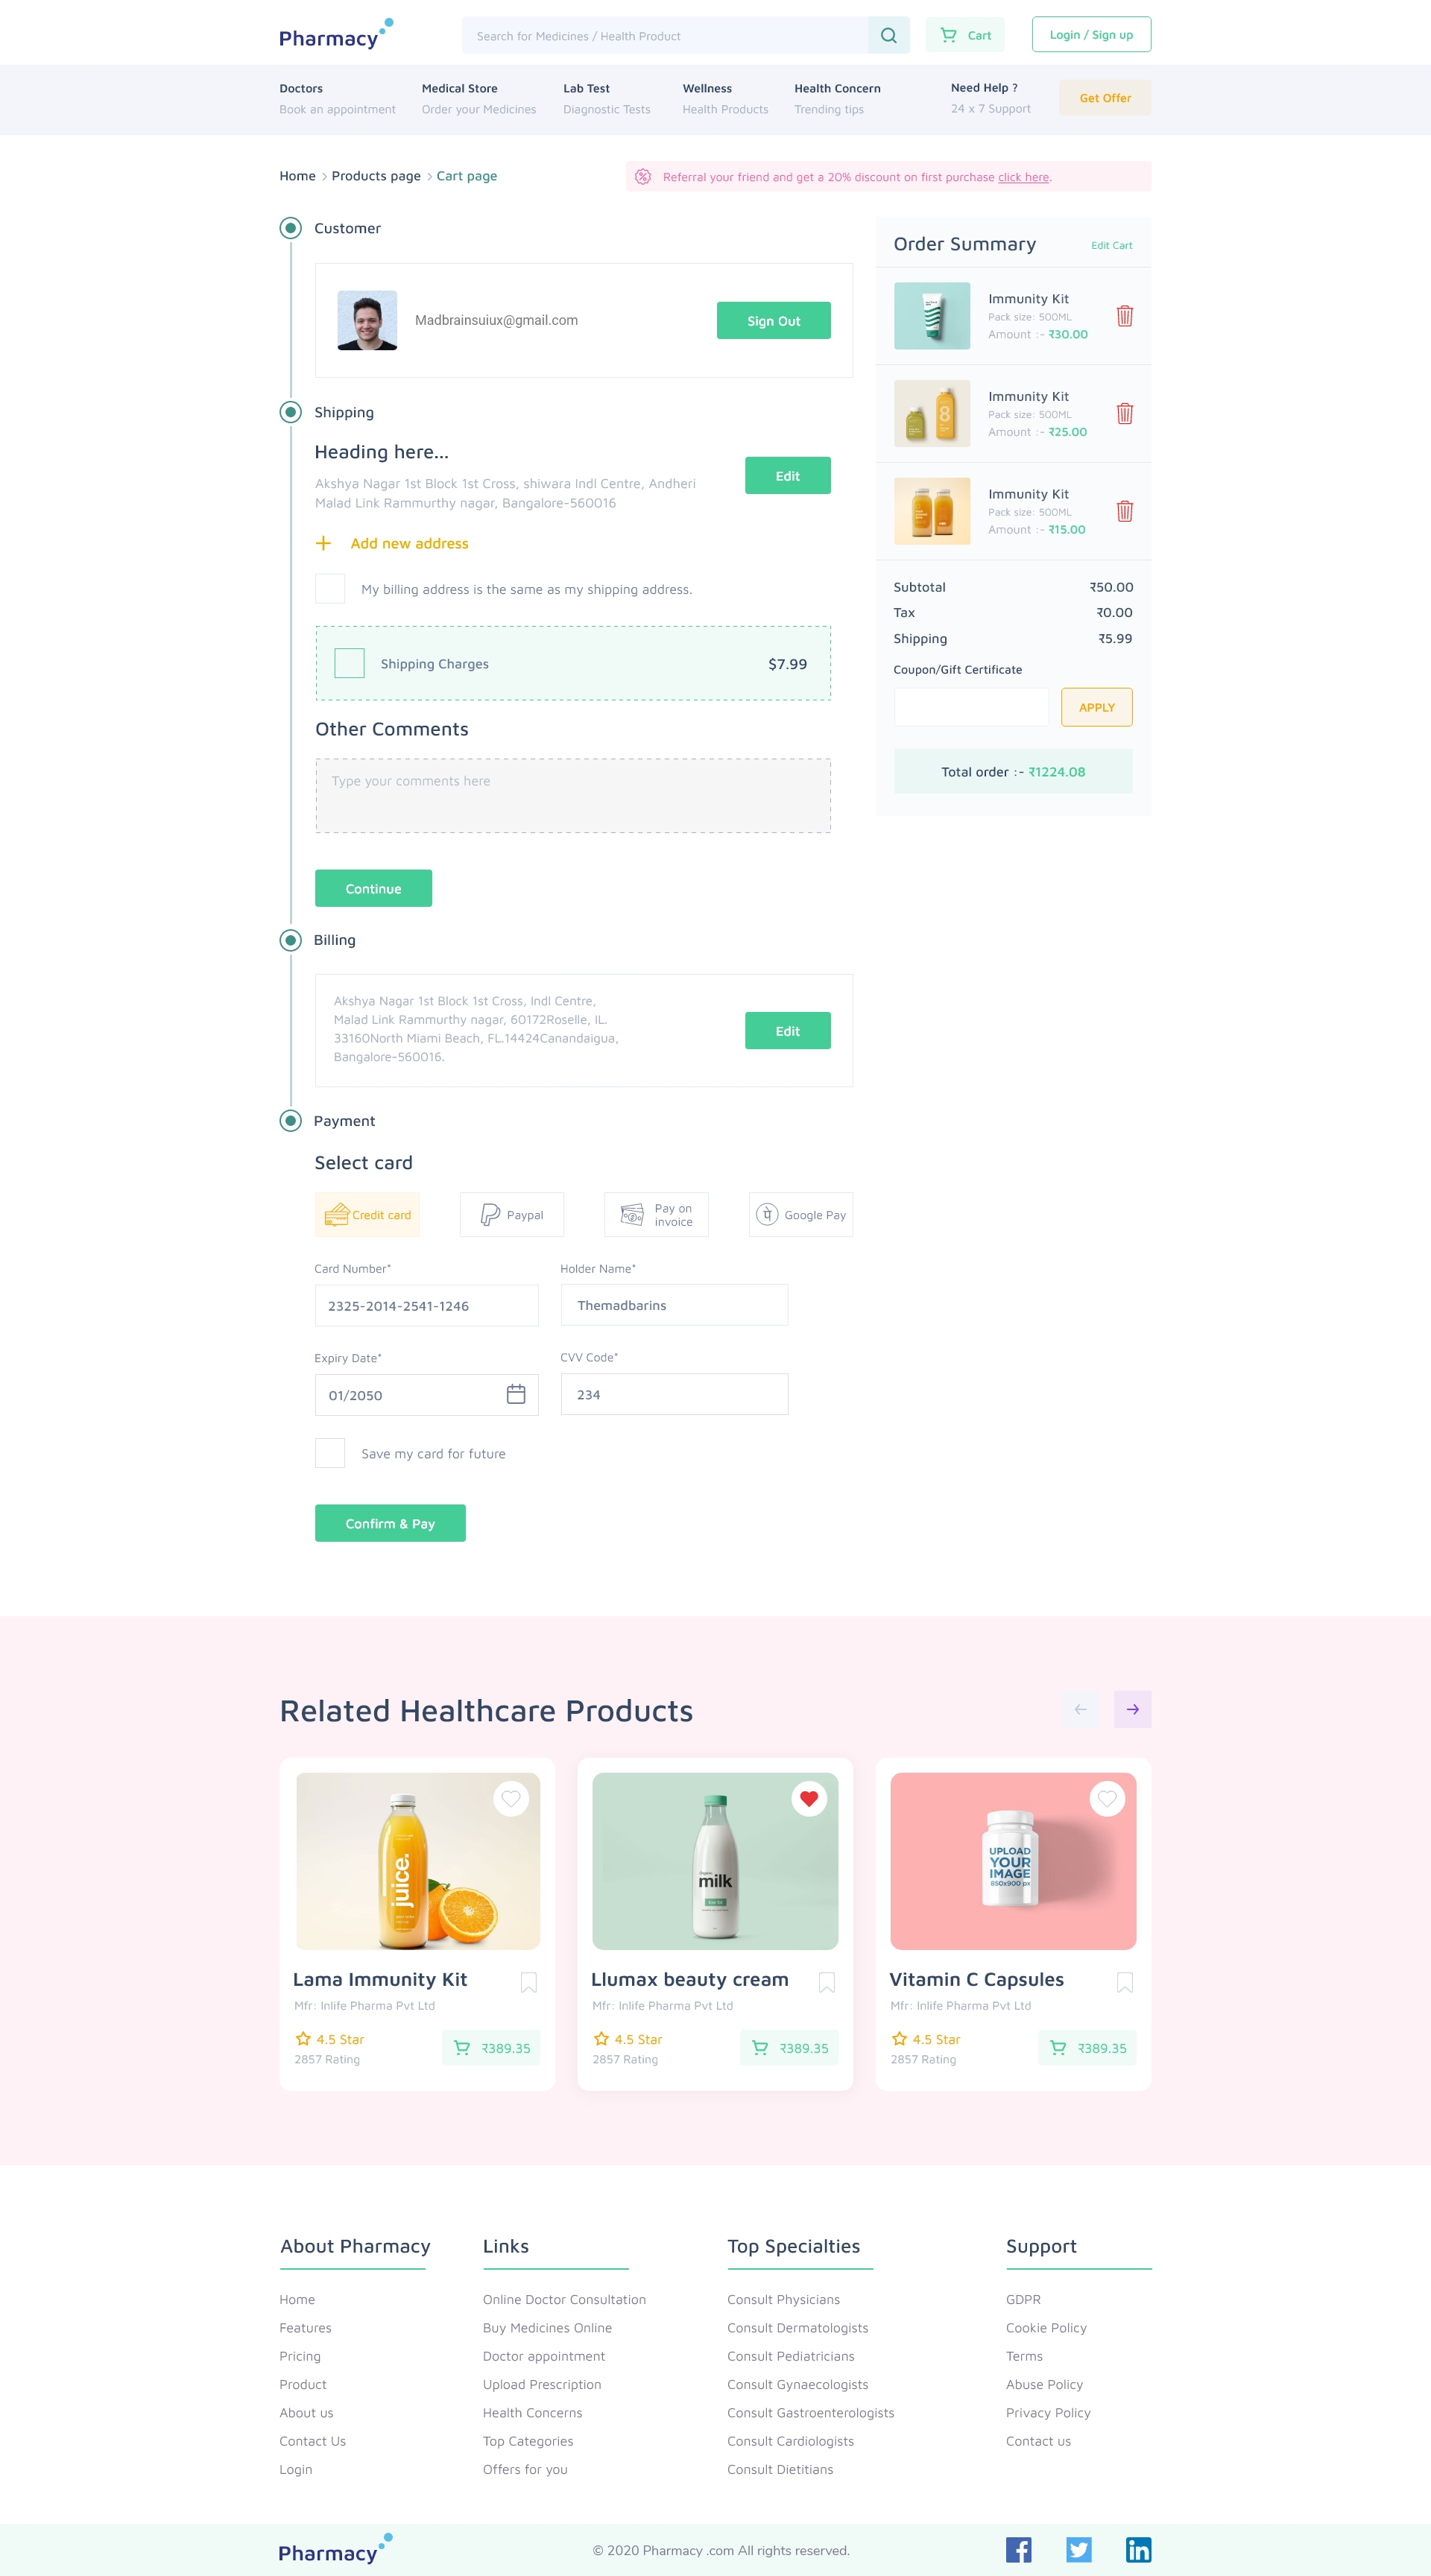 Pharmacy
Search for Medicines / Health Product
Cart
Login / Sign up
Doctors
Book an appointment
Medical Store
Order your Medicines
Lab Test
Diagnostic Tests
Wellness
Health Products
Health Concern
Trending tips
Need Help ?
24 x 7 Support
Get Offer
Home > Products page > Cart page
Referral your friend and get a 20% discount on first purchase click here.
Customer
Madbrainsuiux@gmail.com
Sign Out
Shipping
Heading here...
Akshya Nagar 1st Block 1st Cross, shiwara Indl Centre, Andheri
Malad Link Rammurthy nagar, Bangalore-560016
Edit
+ Add new address
My billing address is the same as my shipping address.
Shipping Charges
$7.99
Other Comments
Type your comments here
Continue
Billing
Akshya Nagar 1st Block 1st Cross, Indl Centre,
Malad Link Rammurthy nagar, 60172Roselle, IL.
33160North Miami Beach, FL.14424Canandaigua,
Bangalore-560016.
Edit
Payment
Select card
Credit card
Paypal
Pay on
invoice
Google Pay
Card Number*
2325-2014-2541-1246
Holder Name*
Themadbarins
Expiry Date*
01/2050
CVV Code*
234
Save my card for future
Confirm & Pay
Order Summary
Edit Cart
Immunity Kit
Pack size: 500ML
Amount :- ₹30.00
8
Immunity Kit
Pack size: 500ML
Amount :- ₹25.00
Immunity Kit
Pack size: 500ML
Amount :- ₹15.00
Subtotal
₹50.00
Tax
₹0.00
Shipping
₹5.99
Coupon/Gift Certificate
APPLY
Total order :- ₹1224.08
Related Healthcare Products
juice.
Lama Immunity Kit
Mfr: Inlife Pharma Pvt Ltd
4.5 Star
2857 Rating
₹389.35
Organic
milk
Llumax beauty cream
Mfr: Inlife Pharma Pvt Ltd
4.5 Star
2857 Rating
₹389.35
UPLOAD
YOUR
IMAGE
850x900 px
Vitamin C Capsules
Mfr: Inlife Pharma Pvt Ltd
4.5 Star
2857 Rating
₹389.35
About Pharmacy
Home
Features
Pricing
Product
About us
Contact Us
Login
Links
Online Doctor Consultation
Buy Medicines Online
Doctor appointment
Upload Prescription
Health Concerns
Top Categories
Offers for you
Top Specialties
Consult Physicians
Consult Dermatologists
Consult Pediatricians
Consult Gynaecologists
Consult Gastroenterologists
Consult Cardiologists
Consult Dietitians
Support
GDPR
Cookie Policy
Terms
Abuse Policy
Privacy Policy
Contact us
Pharmacy
© 2020 Pharmacy .com All rights reserved.